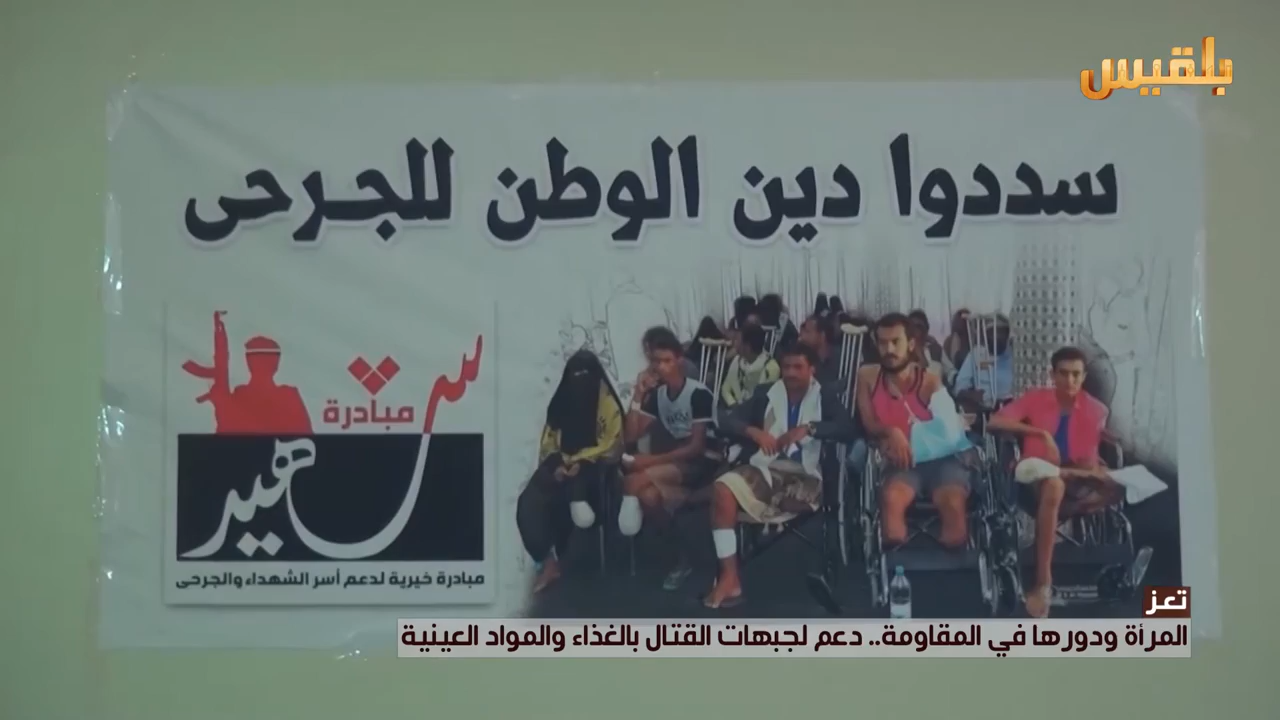 بلقيس
سددوا دين الوطن للجرحى
مبادرة
شهيد
مبادرة خيرية لدعم أسر الشهداء والجرحى
تعز
المرأة ودورها في المقاومة.. دعم لجبهات القتال بالغذاء والمواد العينية